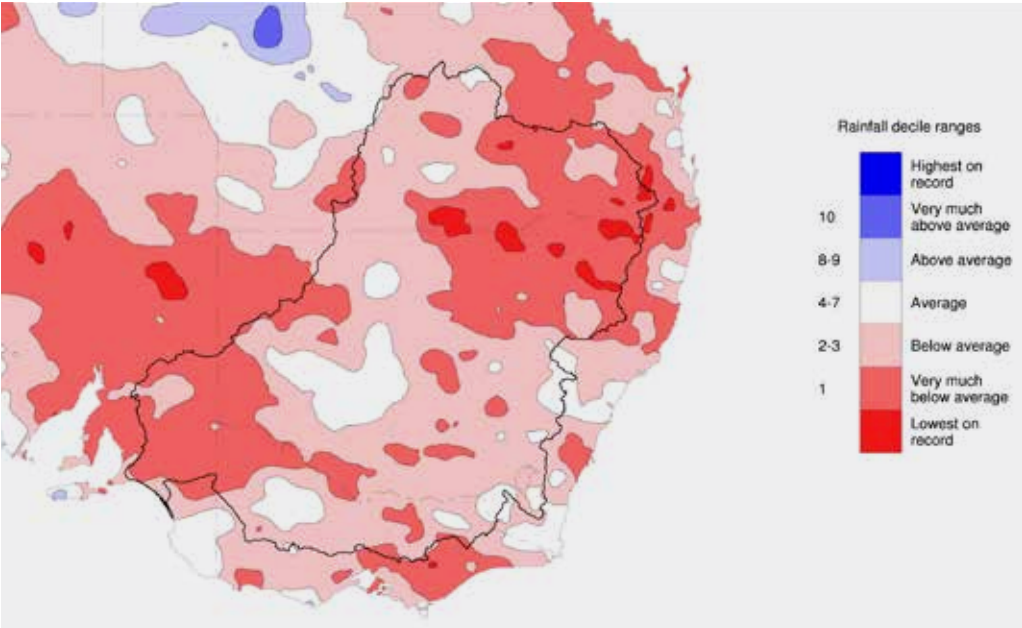 Rainfall decile ranges
Highest on
record
10
Very much
above average
8-9
Above average
4-7
Average
2-3
Below average
1
Very much
below average
Lowest on
record